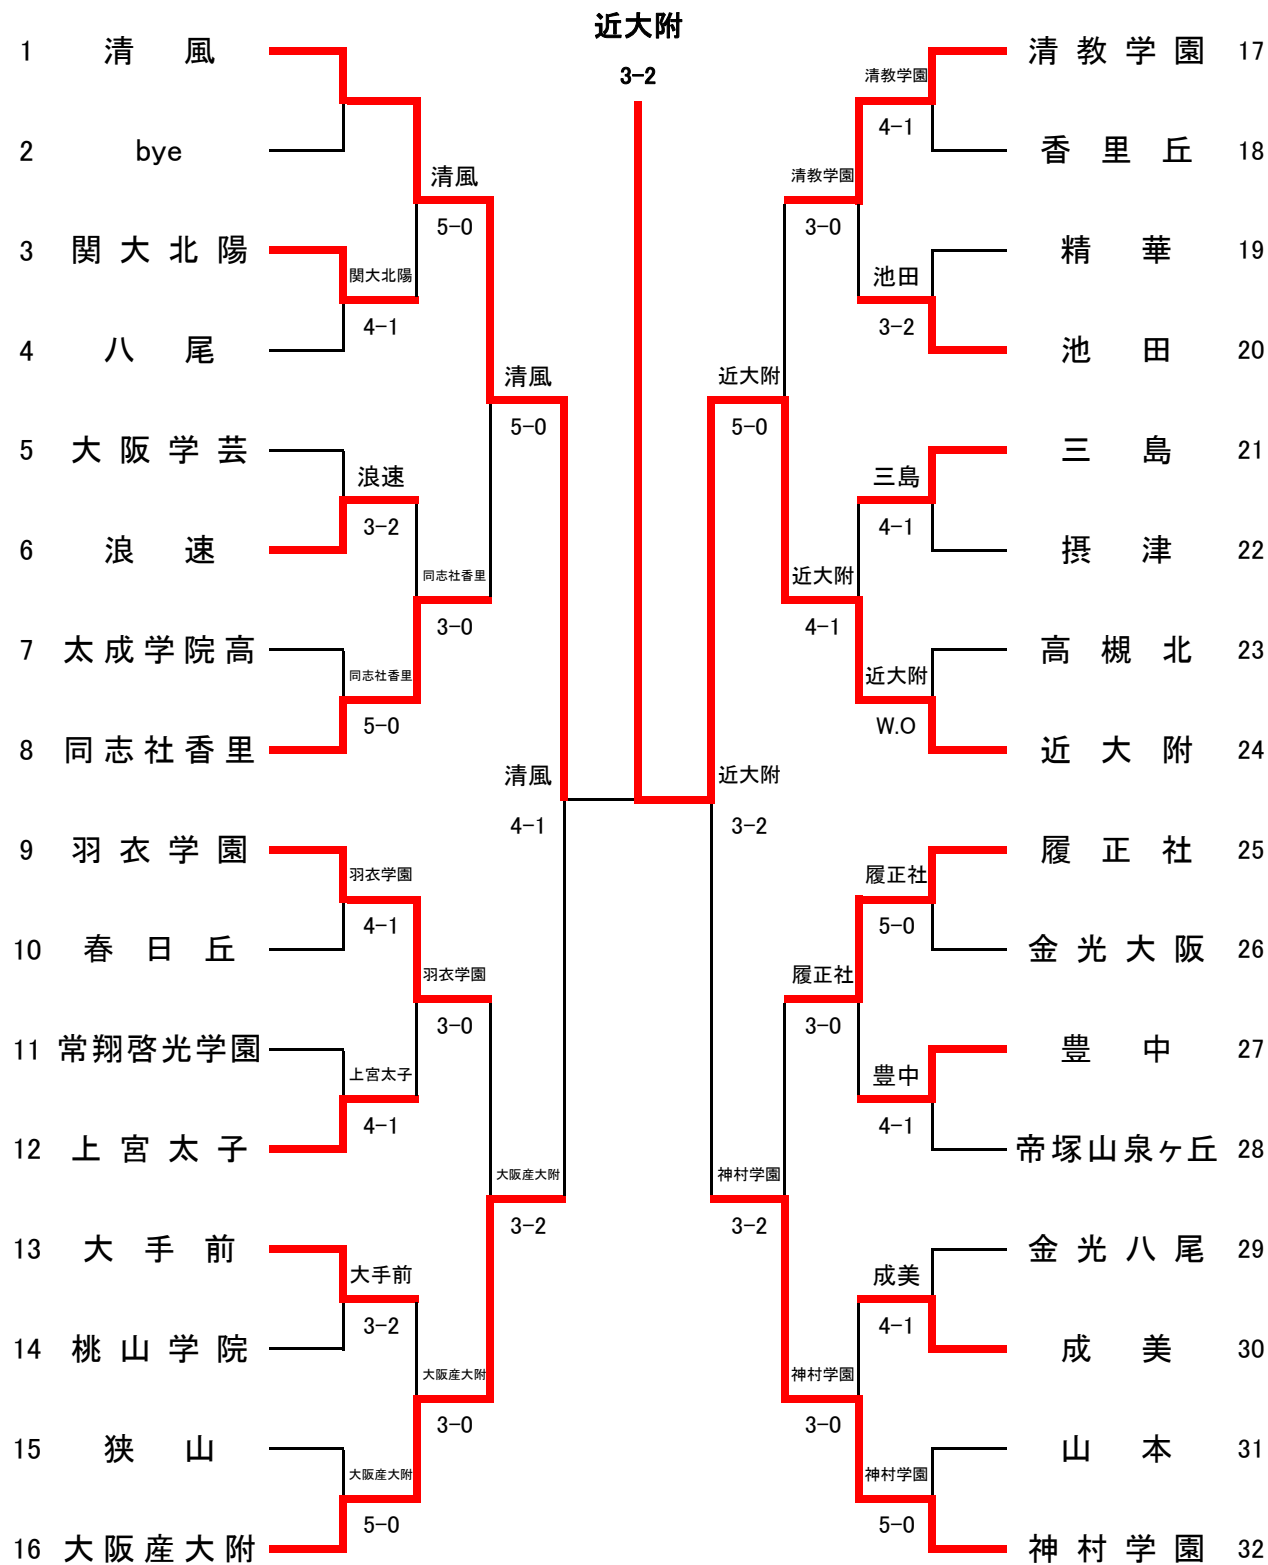 近大附
3-2
1 清風
2 bye
3 関大北陽
4 八尾
5 大阪学芸
6 浪速
7 太成学院高
8 同志社香里
9 羽衣学園
10 春日丘
11 常翔啓光学園
12 上宮太子
13 大手前
14 桃山学院
15 狭山
16 大阪産大附
関大北陽
4-1
浪速
3-2
同志社香里
5-0
羽衣学園
4-1
上宮太子
4-1
大手前
3-2
大阪産大附
5-0
清風
5-0
同志社香里
3-0
羽衣学園
3-0
大阪産大附
3-0
清風
5-0
大阪産大附
3-2
清風
4-1
近大附
3-2
近大附
5-0
神村学園
3-2
清教学園
3-0
近大附
4-1
履正社
3-0
神村学園
3-0
清教学園
4-1
池田
3-2
三島
4-1
近大附
W.O
履正社
5-0
豊中
4-1
成美
4-1
神村学園
5-0
清教学園 17
香里丘 18
精華 19
池田 20
三島 21
摂津 22
高槻北 23
近大附 24
履正社 25
金光大阪 26
豊中 27
帝塚山泉ヶ丘 28
金光八尾 29
成美 30
山本 31
神村学園 32